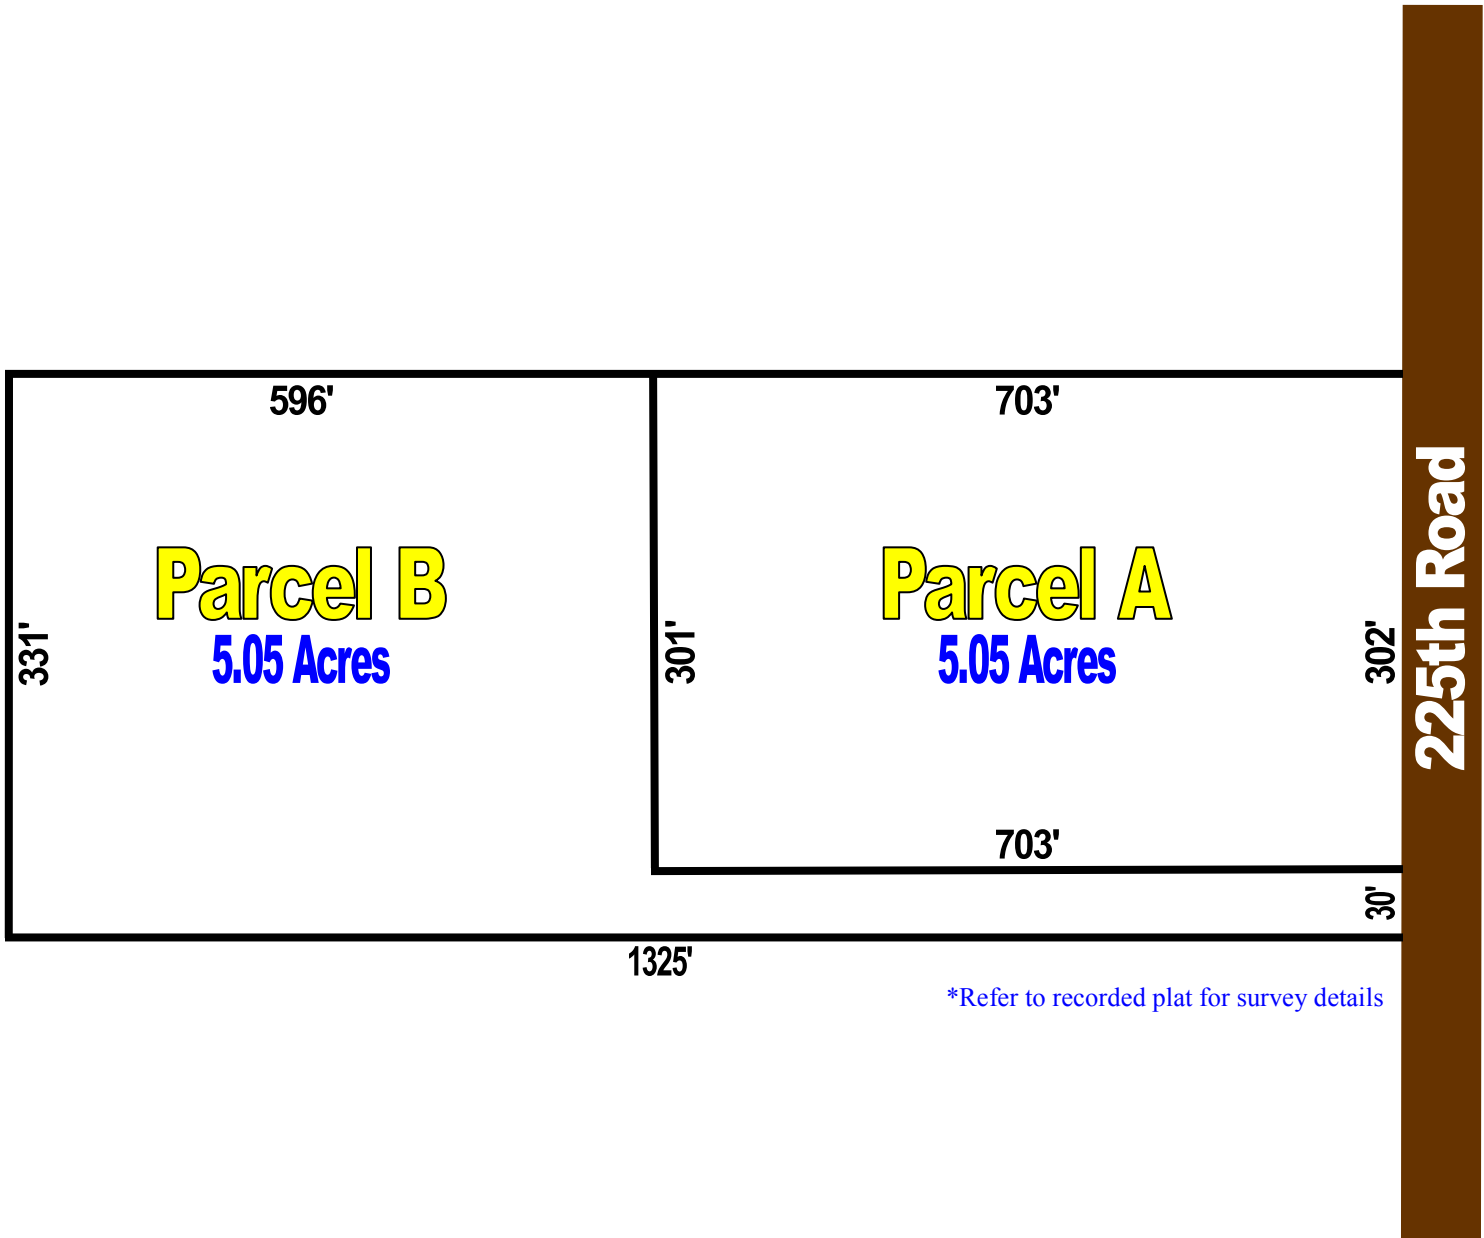 596'
703'
Parcel B
5.05 Acres
331'
Parcel A
5.05 Acres
301'
302'
225th Road
703'
30'
1325'
*Refer to recorded plat for survey details